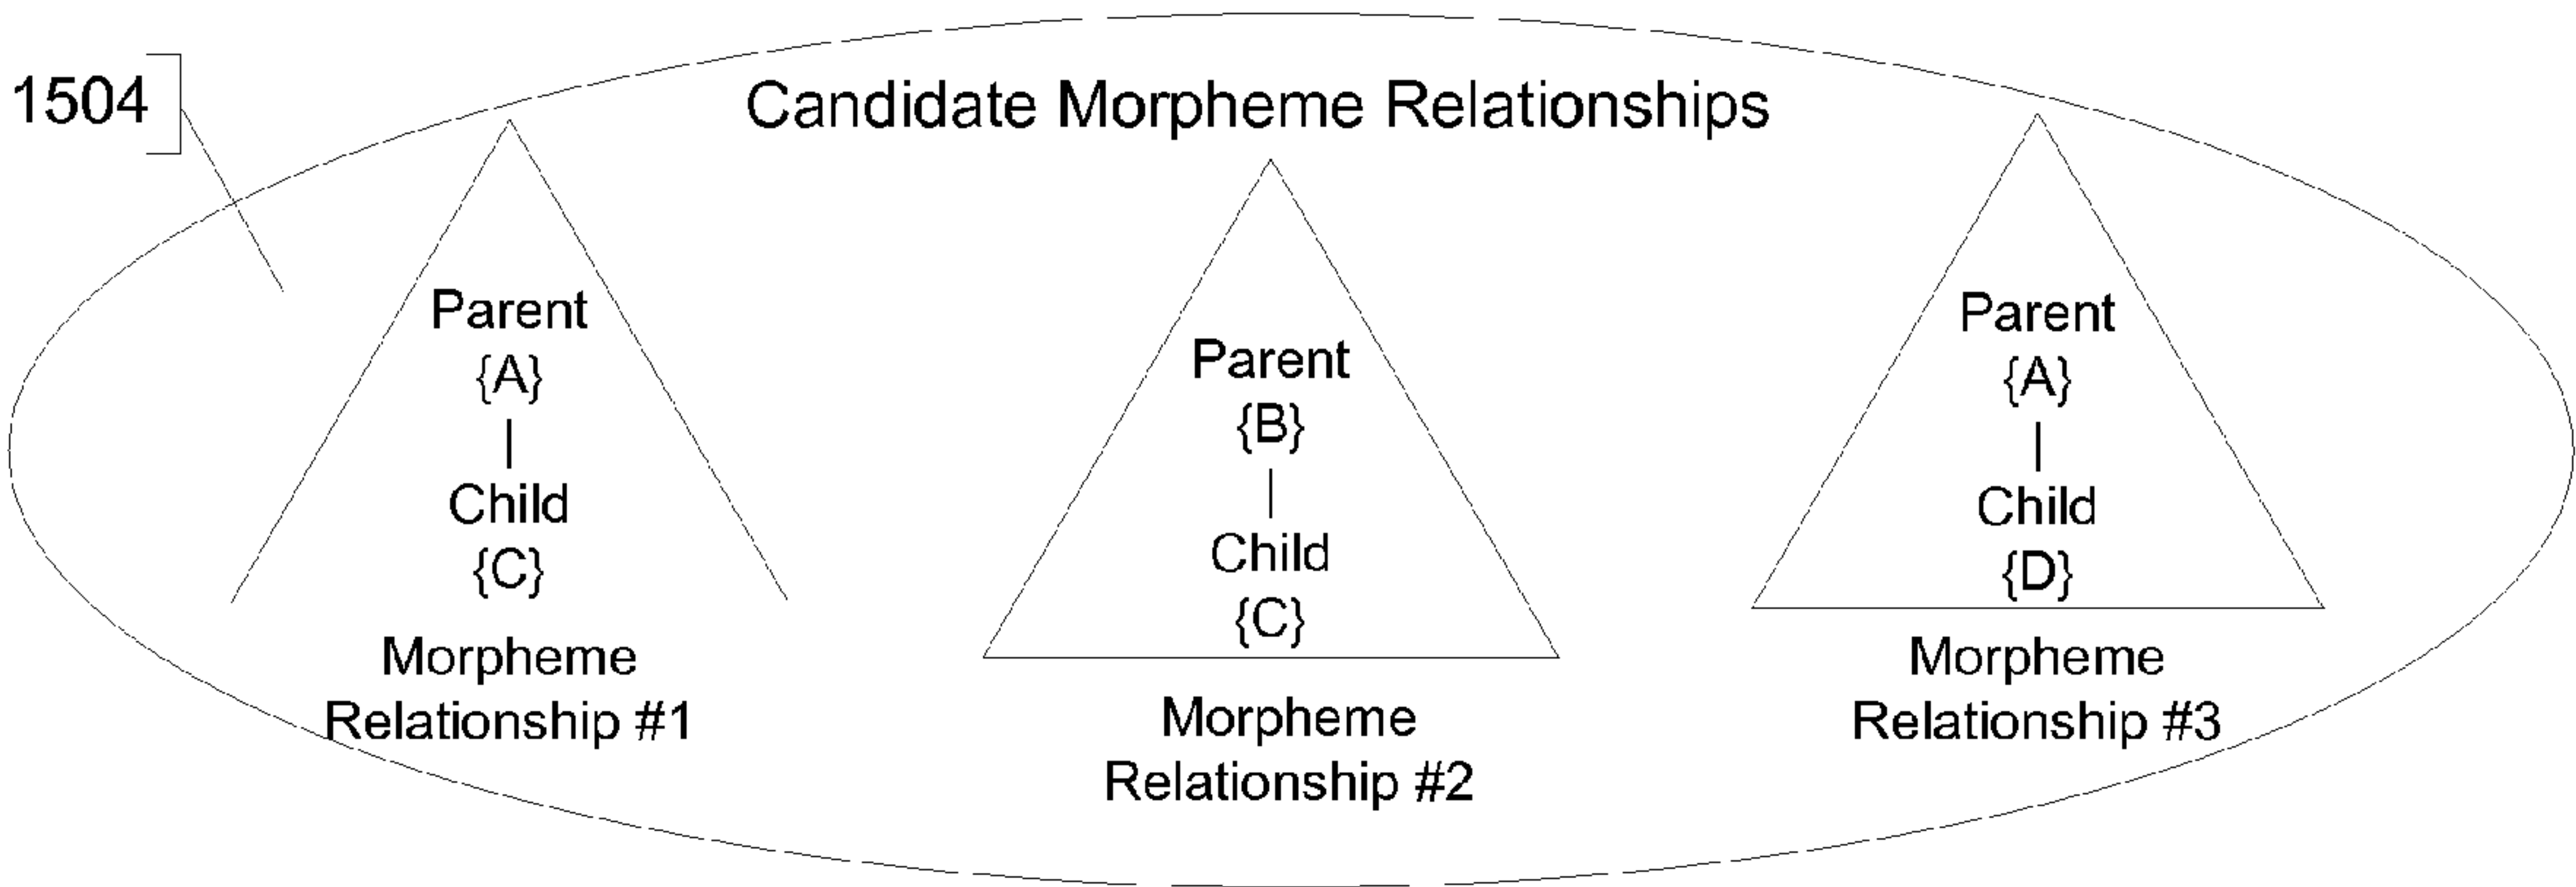 1504
Candidate Morpheme Relationships
Parent
{A}
|
Child
{C}
Morpheme
Relationship #1
Parent
{B}
|
Child
{C}
Morpheme
Relationship #2
Parent
{A}
|
Child
{D}
Morpheme
Relationship #3